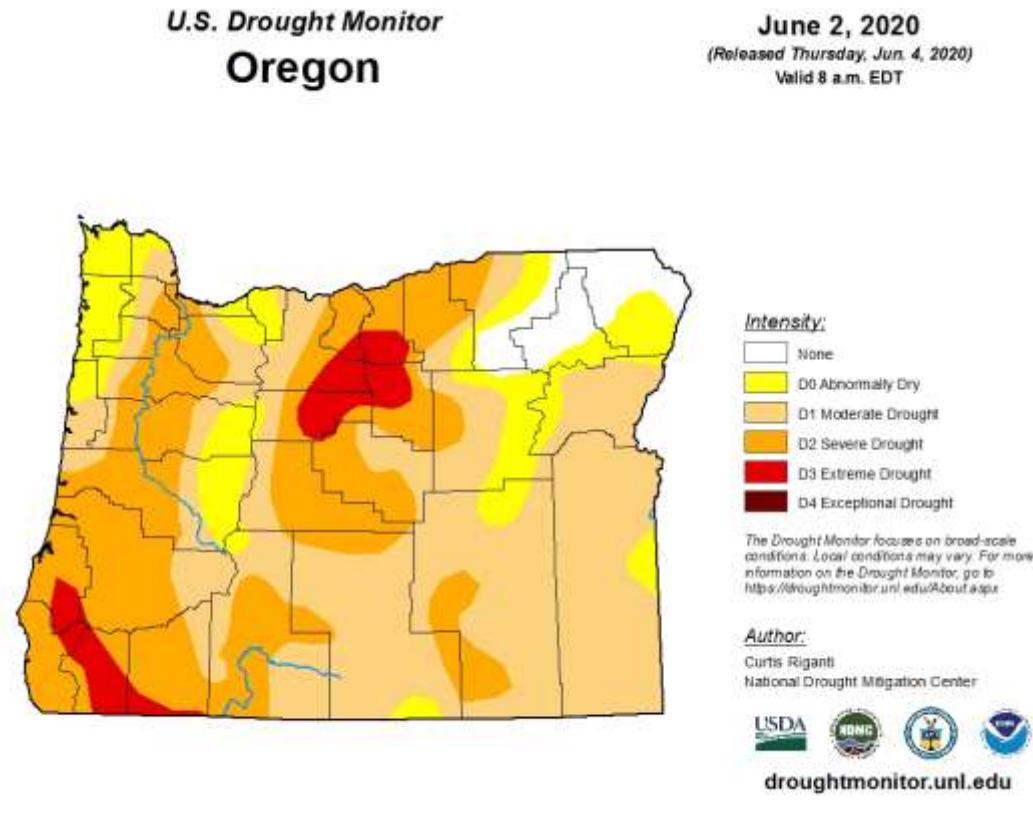 U.S. Drought Monitor
Oregon
June 2, 2020
(Released Thursday, Jun. 4, 2020)
Valid 8 a.m. EDT
Intensity:
None
D0 Abnormally Dry
D1 Moderate Drought
D2 Severe Drought
D3 Extreme Drought
D4 Exceptional Drought
The Drought Monitor focuses on broad-scale
conditions. Local conditions may vary. For more
information on the Drought Monitor, go to
https://droughtmonitor.unl.edu/About.aspx
Author:
Curtis Riganti
National Drought Mitigation Center
USDA
NDMC
droughtmonitor.unl.edu